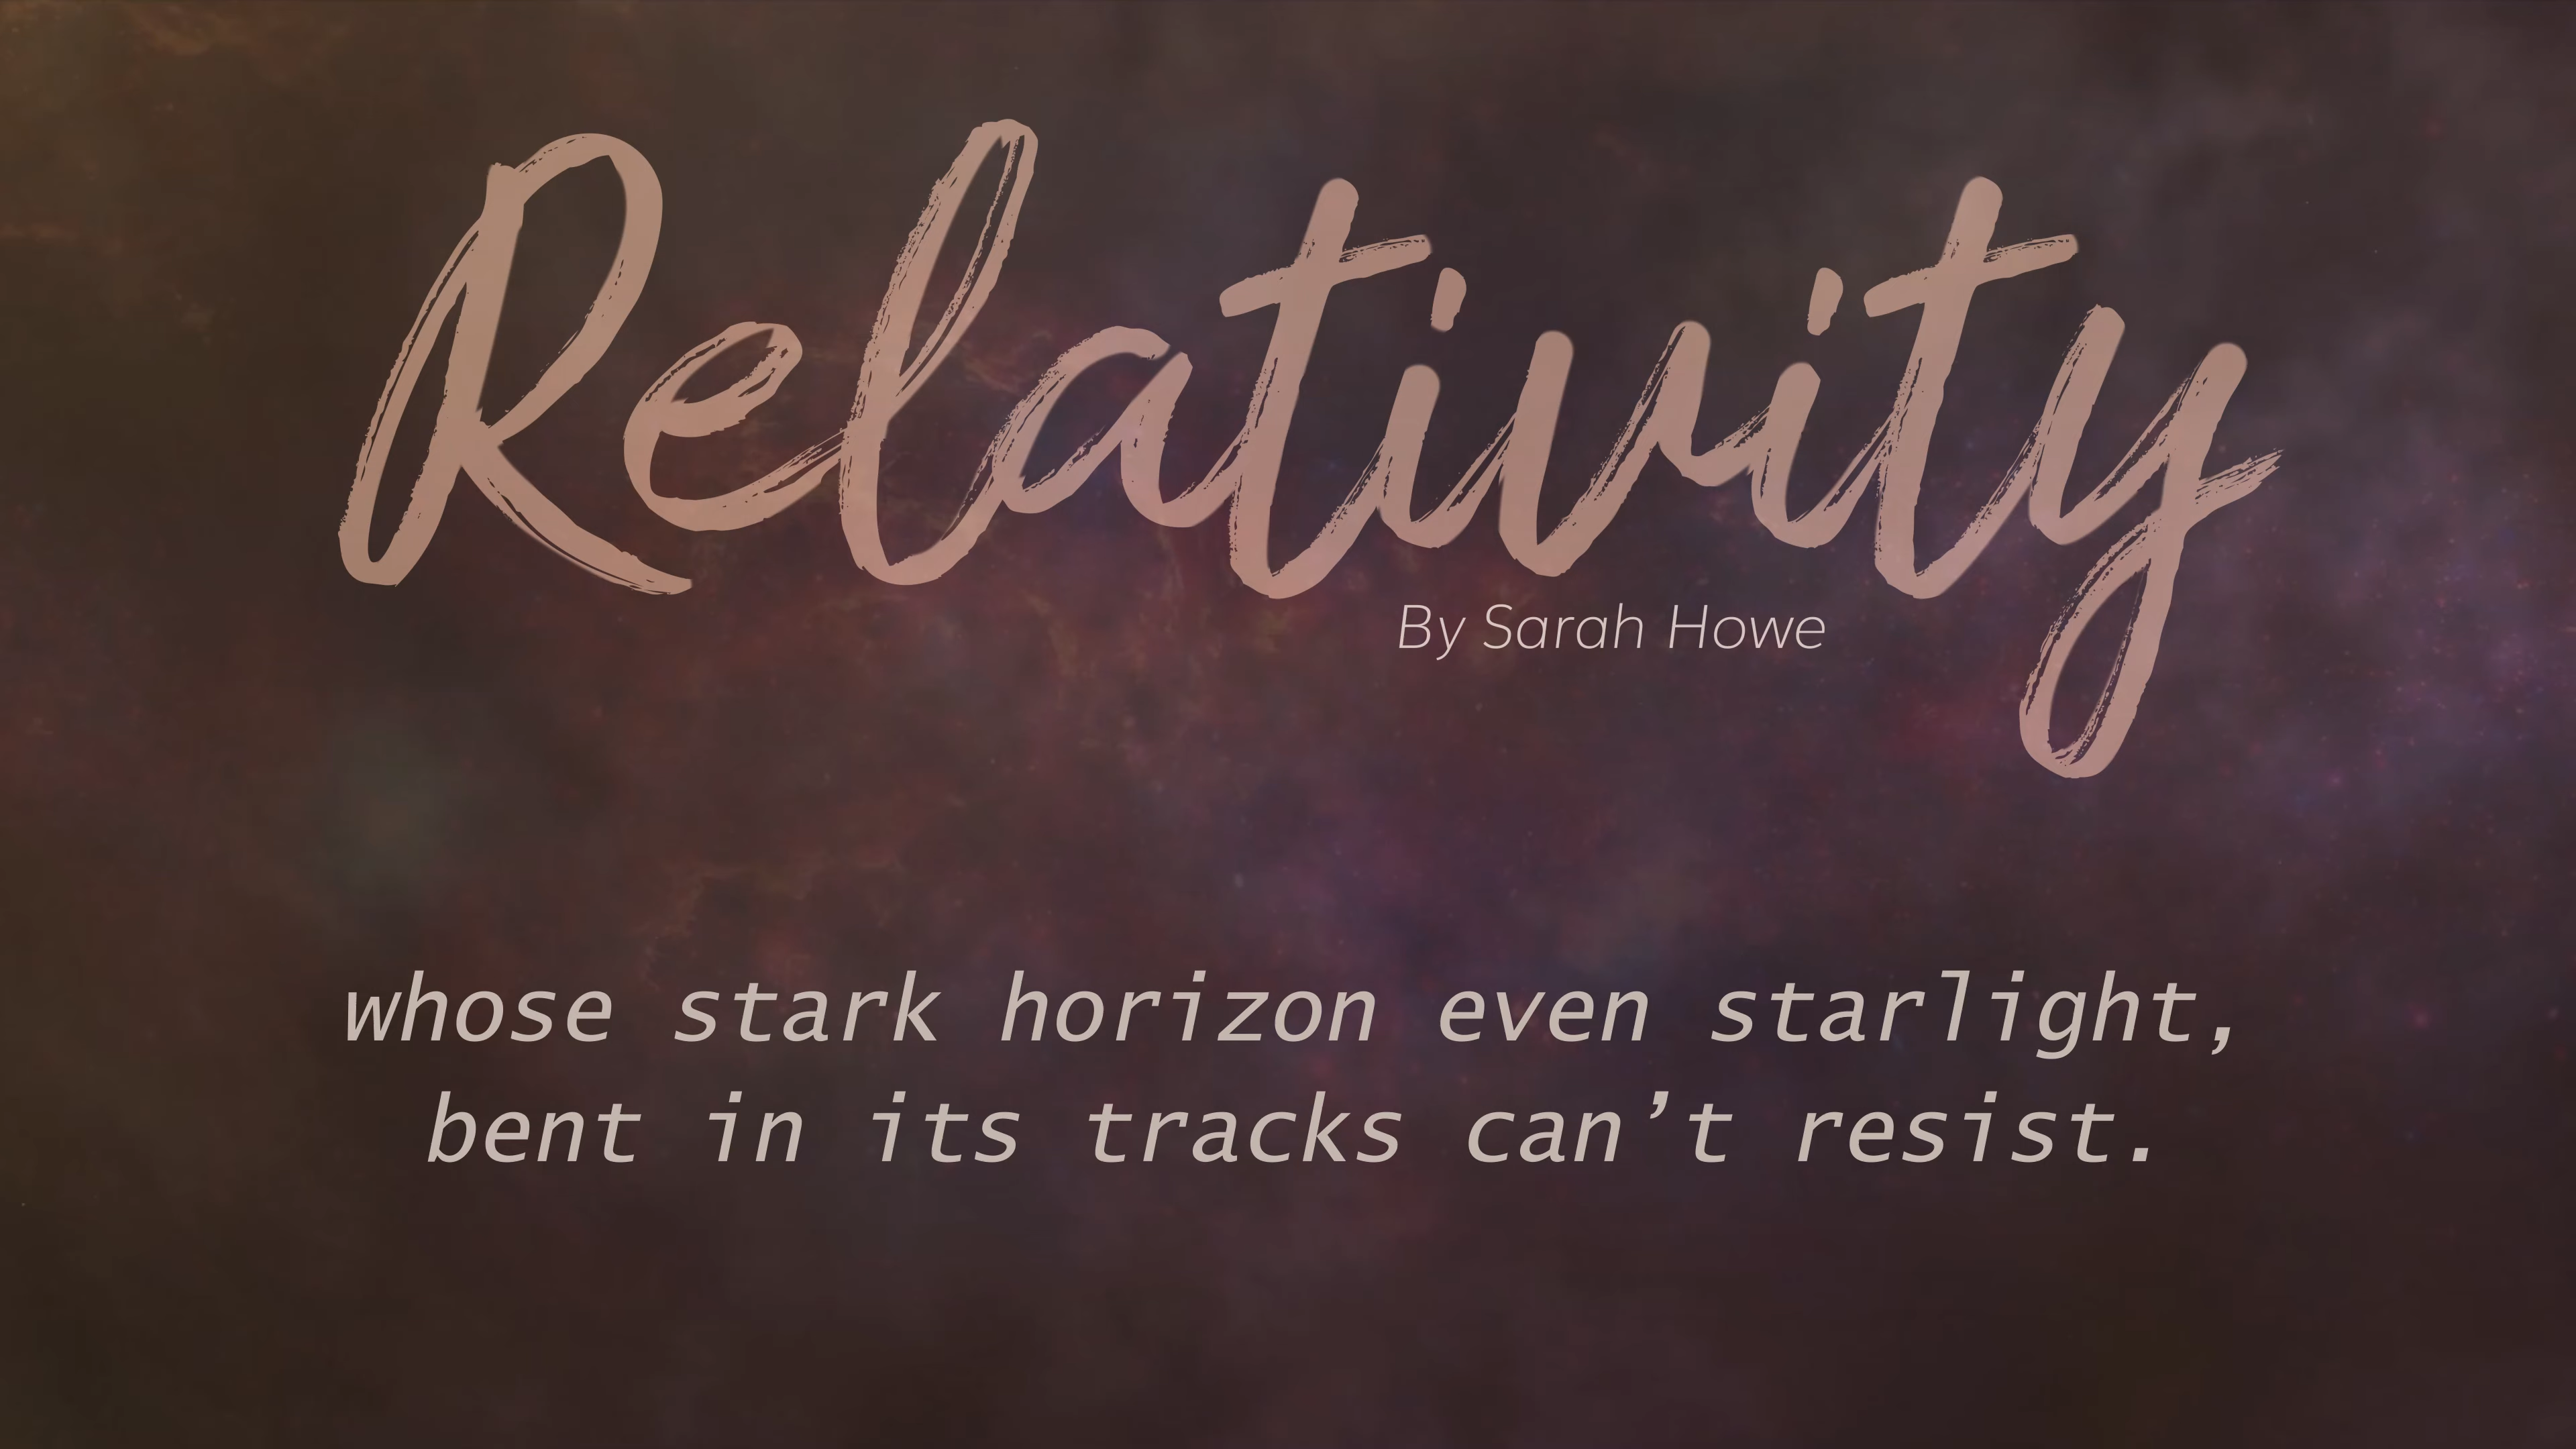 Relativity
By Sarah Howe
whose stark horizon even starlight,
bent in its tracks can’t resist.